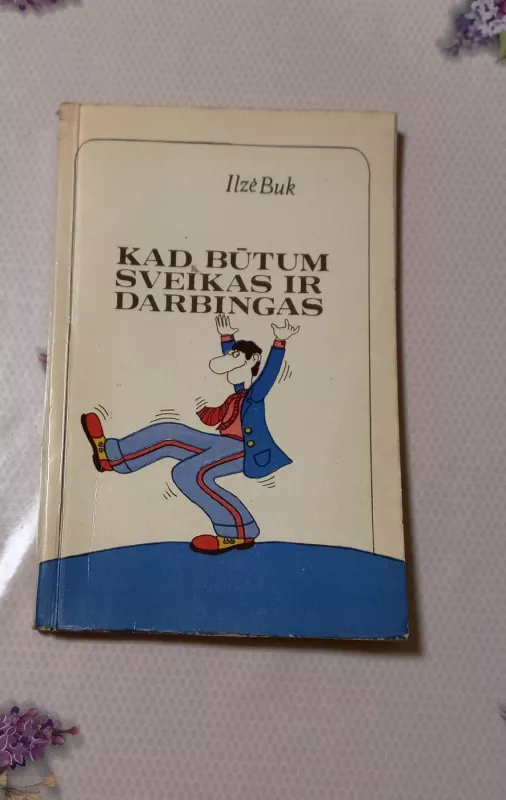 Ilzė Buk
KAD BŪTUM
SVEIKAS IR
DARBINGAS